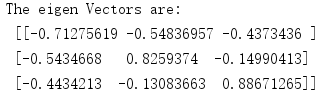 The eigen Vectors are:
[[-0.71275619 -0.54836957 -0.4373436 ]
[-0.5434668 0.8259374 -0.14990413]
[-0.4434213 -0.13083663 0.88671265]]